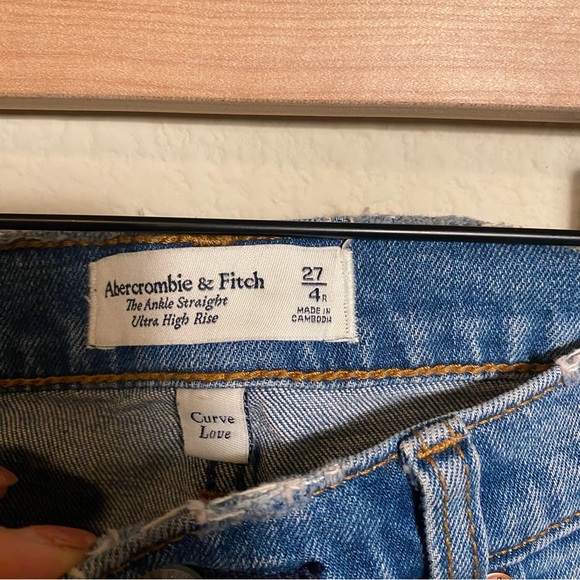 Abercrombie & Fitch
The Ankle Straight
Ultra High Rise
27
4R
MADE IN
CAMBODIA
Curve
Love